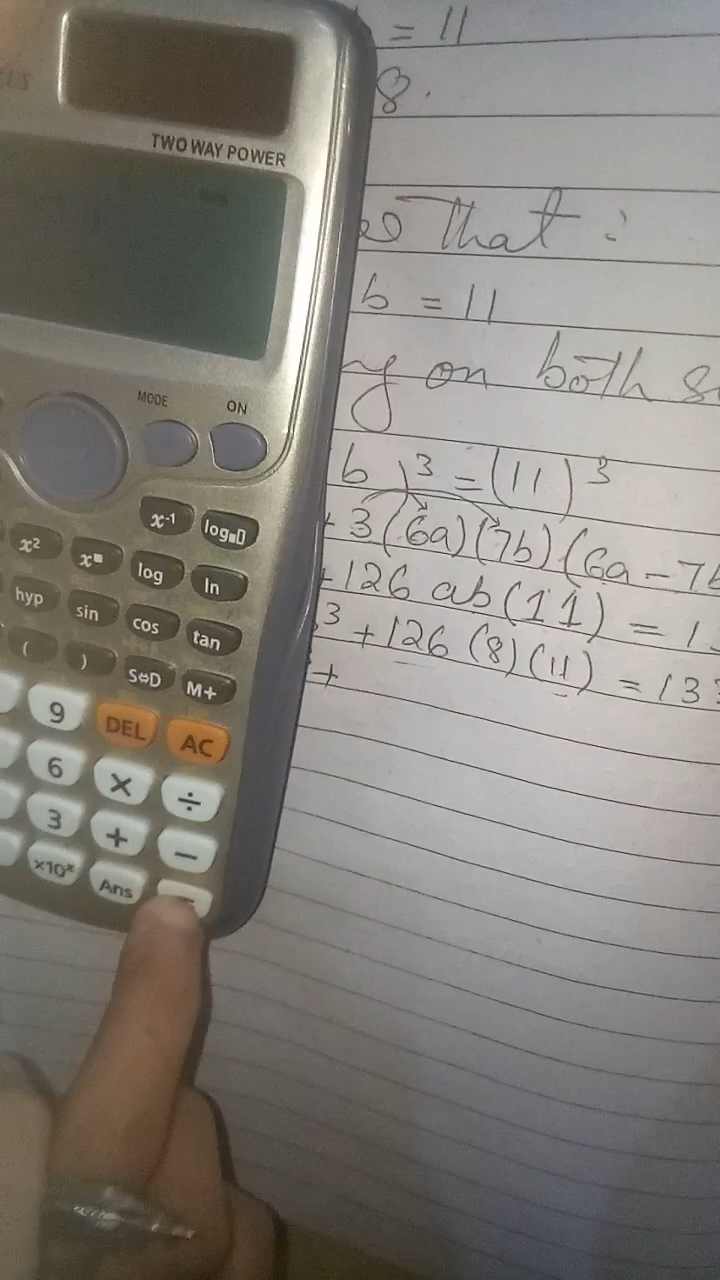 = 11
8.
TWO WAY POWER
That :
b = 11
on both
MODE
ON
b )³ = (11)³
x⁻¹
+ 3(6a)(7b)(6a - 7b
x²
x■
log
ln
+126 ab(11) = 1
hyp
sin
cos
tan
³ + 126 (8)(11) = 133
(
)
S⇔D
M+
+
9
DEL
AC
6
×
÷
3
+
−
×10ˣ
Ans
=